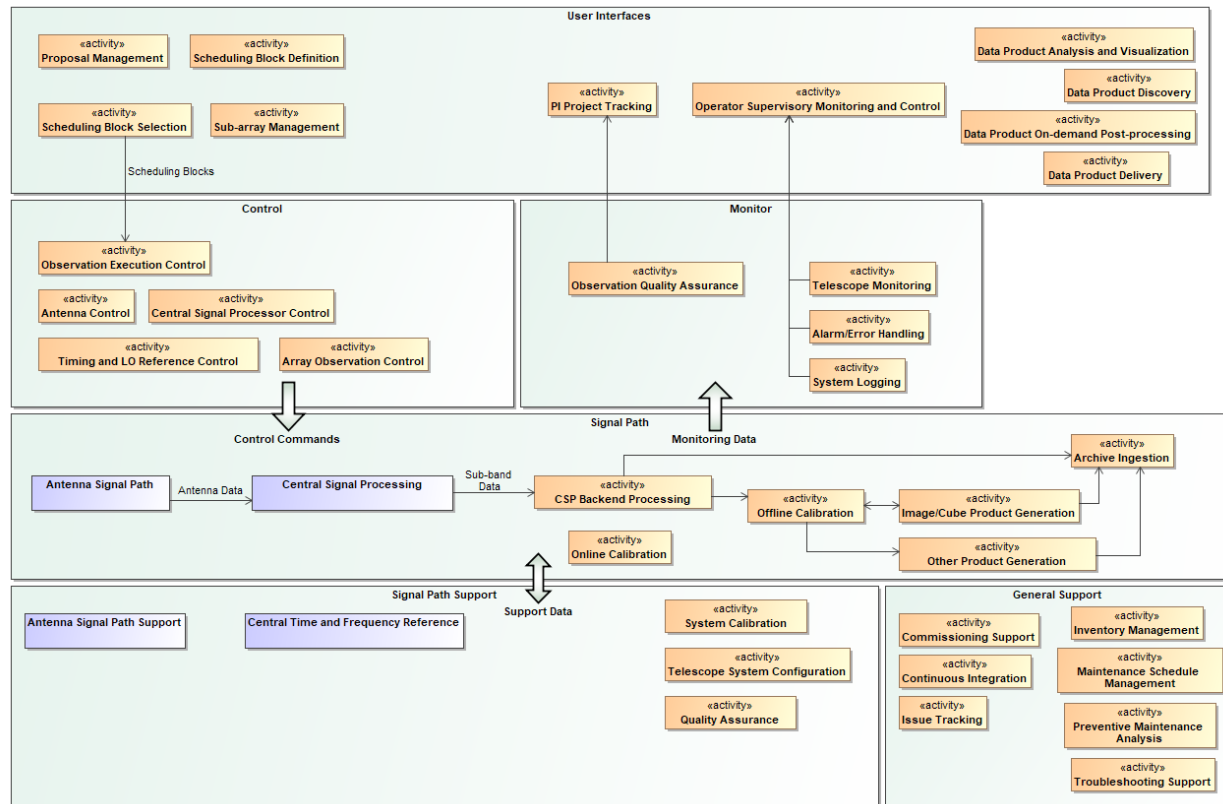 User Interfaces
«activity»
Proposal Management
«activity»
Scheduling Block Definition
«activity»
Data Product Analysis and Visualization
«activity»
Data Product Discovery
«activity»
Scheduling Block Selection
«activity»
Sub-array Management
«activity»
PI Project Tracking
«activity»
Operator Supervisory Monitoring and Control
«activity»
Data Product On-demand Post-processing
«activity»
Data Product Delivery
Scheduling Blocks
Control
«activity»
Observation Execution Control
«activity»
Antenna Control
«activity»
Central Signal Processor Control
«activity»
Timing and LO Reference Control
«activity»
Array Observation Control
Monitor
«activity»
Observation Quality Assurance
«activity»
Telescope Monitoring
«activity»
Alarm/Error Handling
«activity»
System Logging
Signal Path
Control Commands
Monitoring Data
Antenna Signal Path
Antenna Data
Central Signal Processing
Sub-band
Data
«activity»
CSP Backend Processing
«activity»
Online Calibration
«activity»
Offline Calibration
«activity»
Archive Ingestion
«activity»
Image/Cube Product Generation
«activity»
Other Product Generation
Signal Path Support
Support Data
Antenna Signal Path Support
Central Time and Frequency Reference
«activity»
System Calibration
«activity»
Telescope System Configuration
«activity»
Quality Assurance
General Support
«activity»
Commissioning Support
«activity»
Continuous Integration
«activity»
Issue Tracking
«activity»
Inventory Management
«activity»
Maintenance Schedule
Management
«activity»
Preventive Maintenance
Analysis
«activity»
Troubleshooting Support